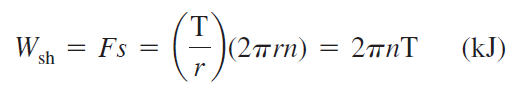 W_sh = Fs = (T/r)(2πrn) = 2πnT (kJ)